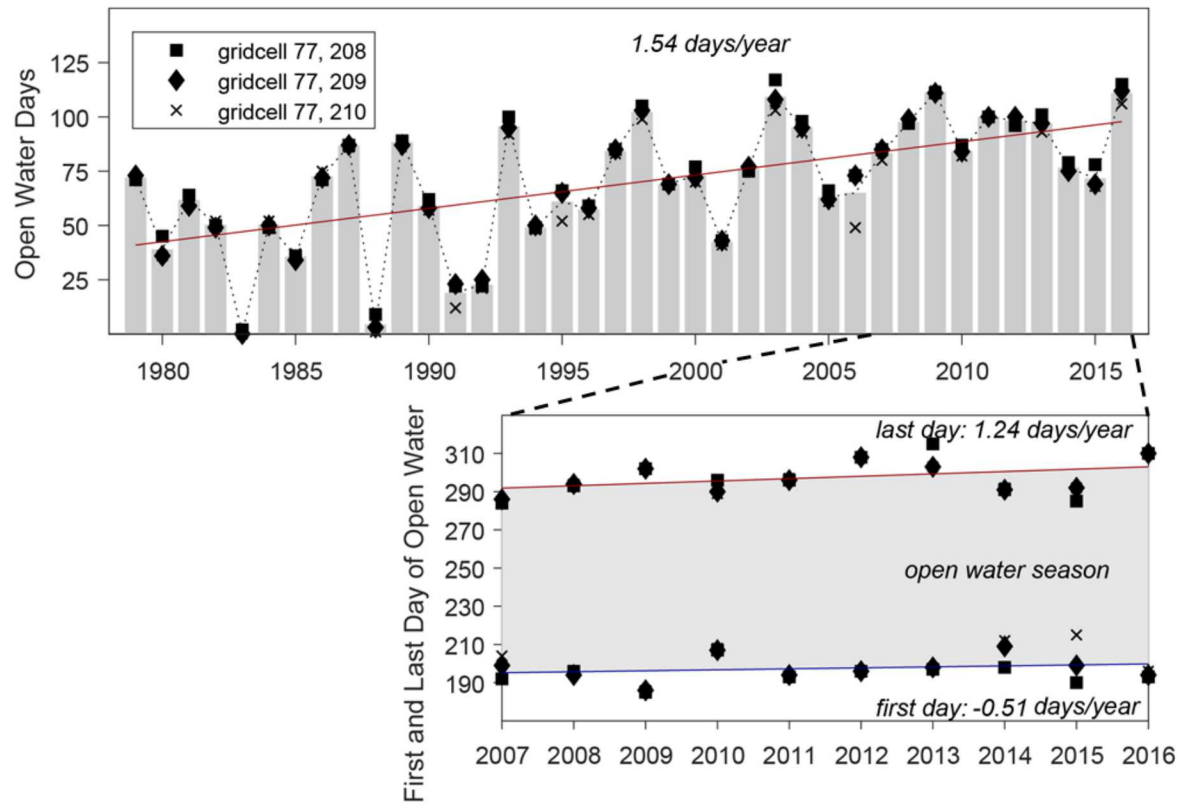 Open Water Days
125
100
75
50
25
gridcell 77, 208
gridcell 77, 209
gridcell 77, 210
1.54 days/year
1980 1985 1990 1995 2000 2005 2010 2015
First and Last Day of Open Water
310
290
270
250
230
210
190
last day: 1.24 days/year
open water season
first day: -0.51 days/year
2007 2008 2009 2010 2011 2012 2013 2014 2015 2016